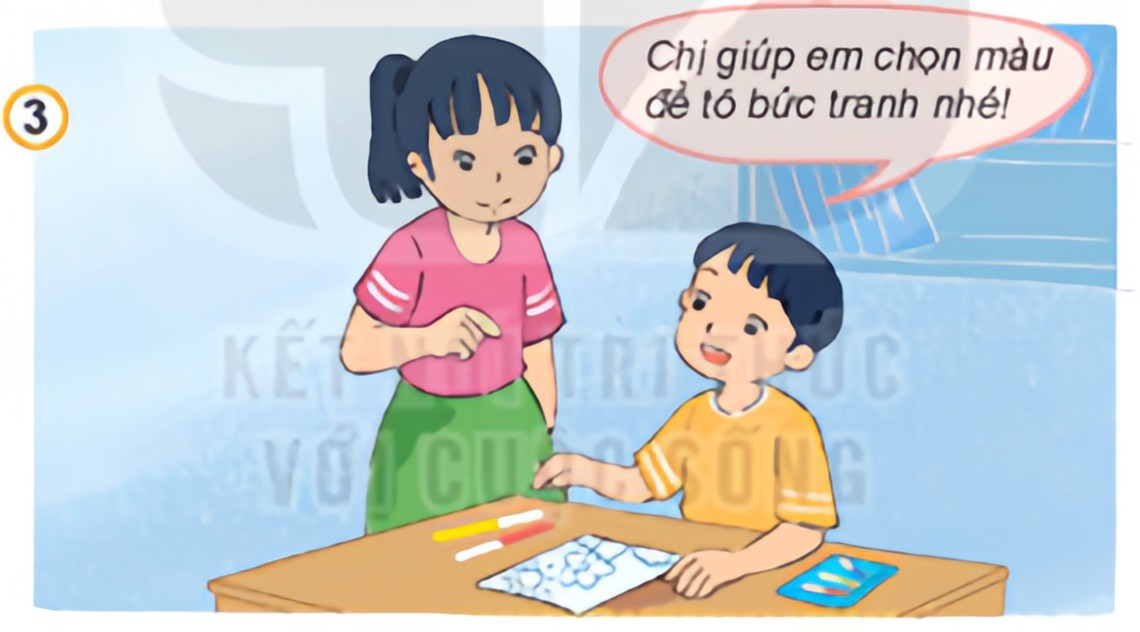 3
Chị giúp em chọn màu
để tô bức tranh nhé!
KẾT NỐI TRI THỨC
VỚI CUỘC SỐNG